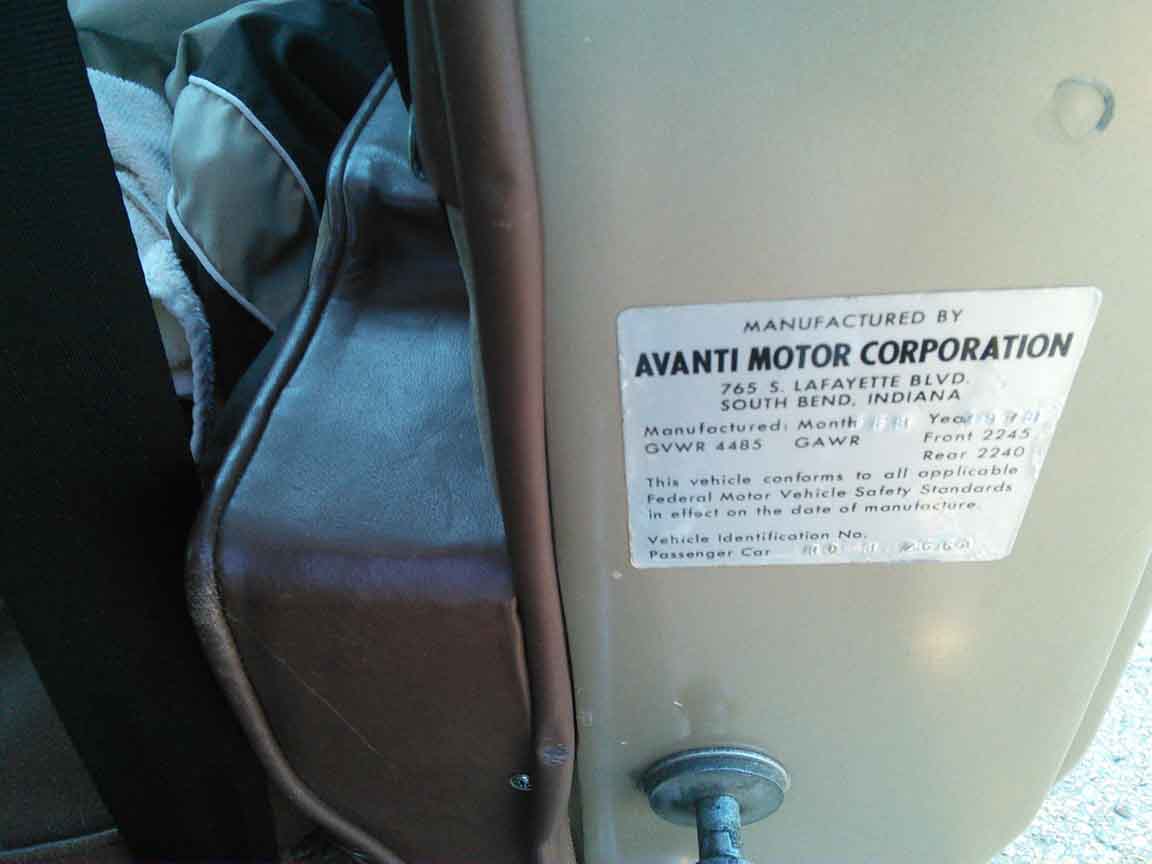 MANUFACTURED BY
AVANTI MOTOR CORPORATION
765 S. LAFAYETTE BLVD.
SOUTH BEND, INDIANA
Manufactured: Month Year
GVWR 4485 GAWR Front 2245
Rear 2240
This vehicle conforms to all applicable
Federal Motor Vehicle Safety Standards
in effect on the date of manufacture.
Vehicle Identification No.
Passenger Car